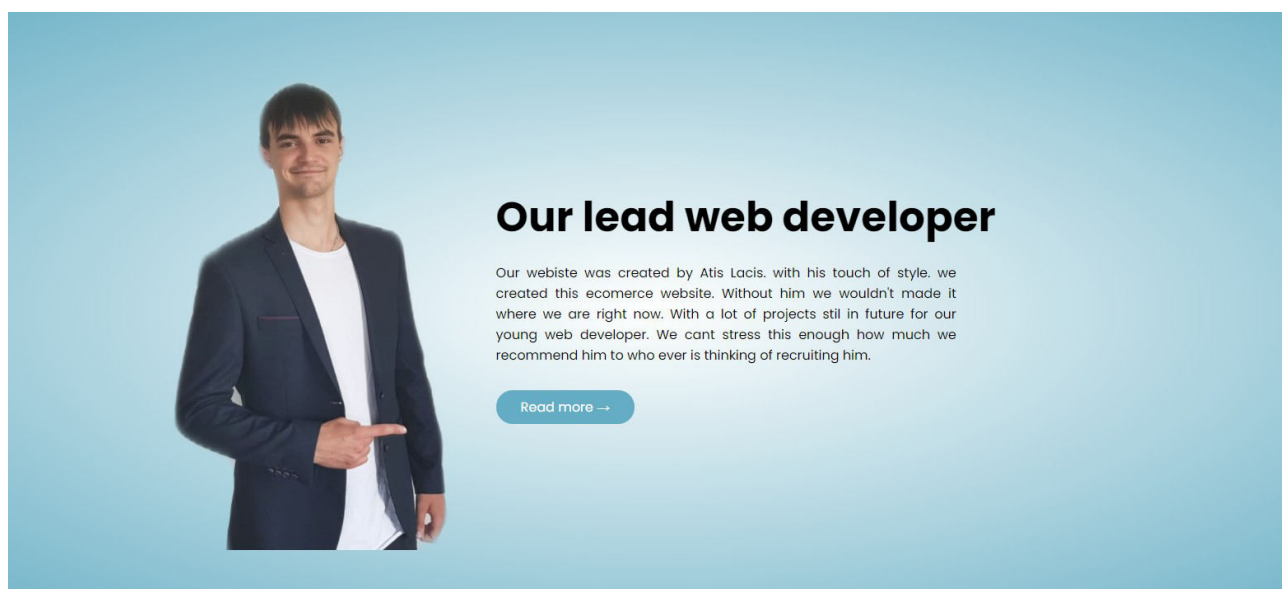 Our lead web developer
Our webiste was created by Atis Lacis. with his touch of style. we
created this ecomerce website. Without him we wouldn't made it
where we are right now. With a lot of projects stil in future for our
young web developer. We cant stress this enough how much we
recommend him to who ever is thinking of recruiting him.
Read more →